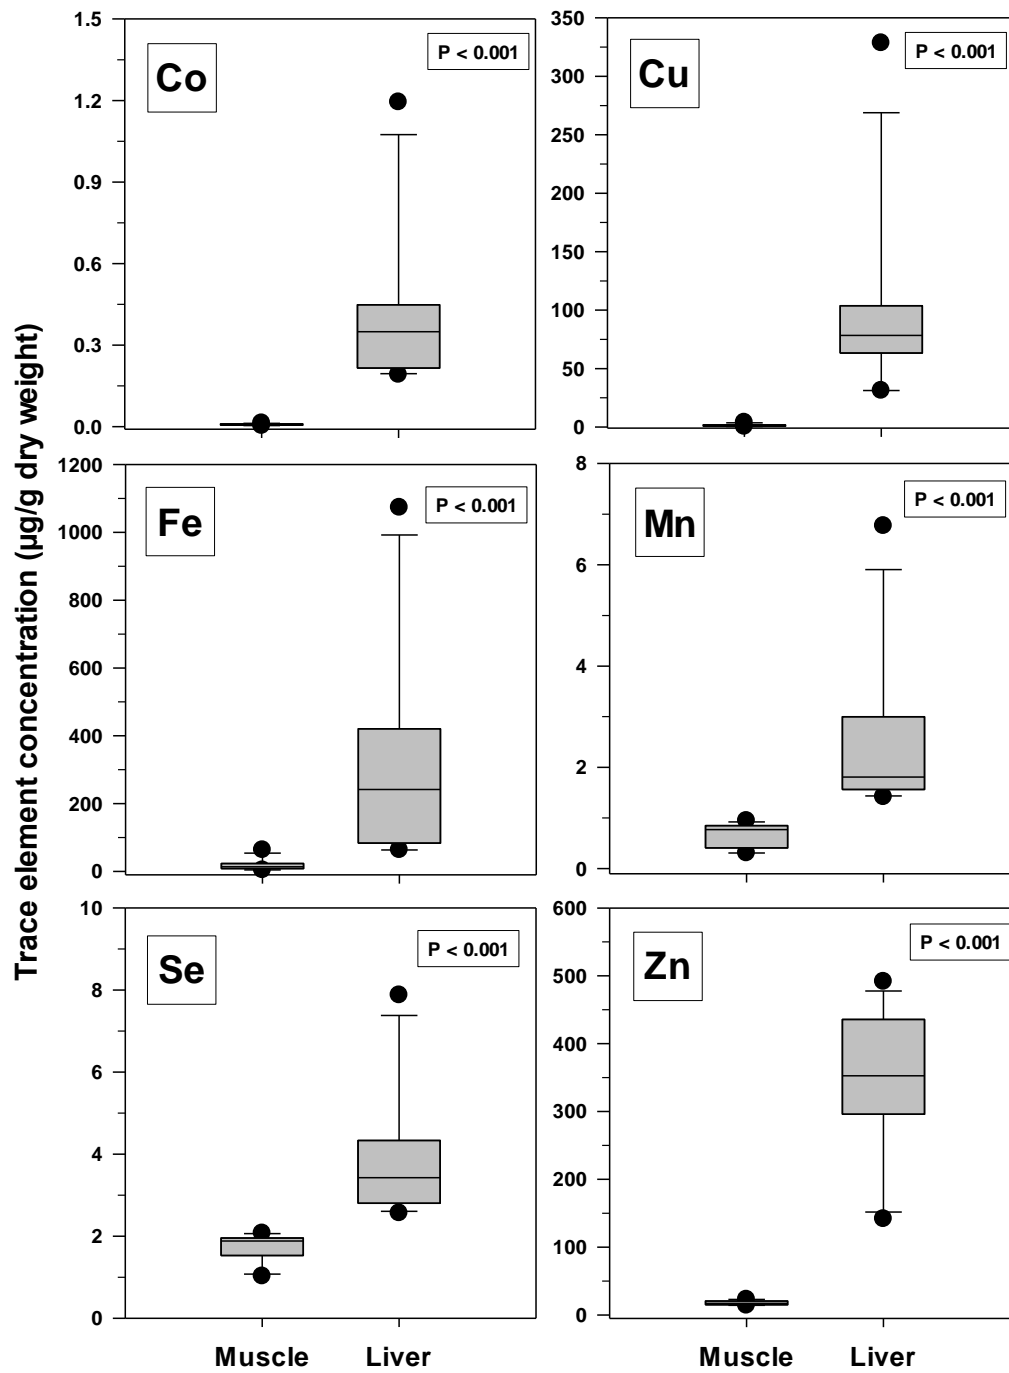 Trace element concentration (µg/g dry weight)
Co
P < 0.001
1.5
1.2
0.9
0.6
0.3
0.0
Cu
P < 0.001
350
300
250
200
150
100
50
0
Fe
P < 0.001
1200
1000
800
600
400
200
0
Mn
P < 0.001
8
6
4
2
0
Se
P < 0.001
10
8
6
4
2
0
Zn
P < 0.001
600
500
400
300
200
100
0
Muscle Liver
Muscle Liver